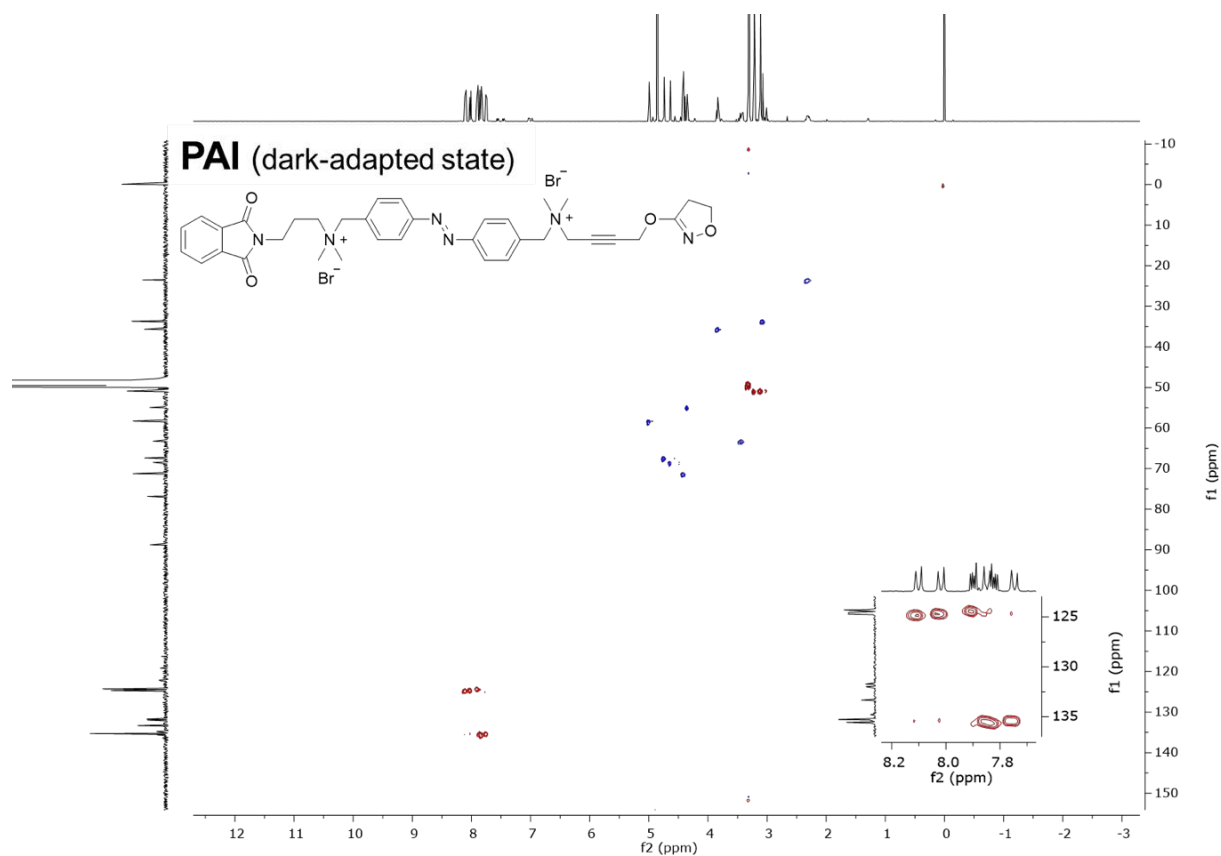 PAI (dark-adapted state)
Br−
O
N
N+
N
N
N+
O
N
O
O
Br−
-10
0
10
20
30
40
50
60
70
80
90
100
110
120
130
140
150
f1 (ppm)
125
130
135
f1 (ppm)
8.2 8.0 7.8
f2 (ppm)
12 11 10 9 8 7 6 5 4 3 2 1 0 -1 -2 -3
f2 (ppm)